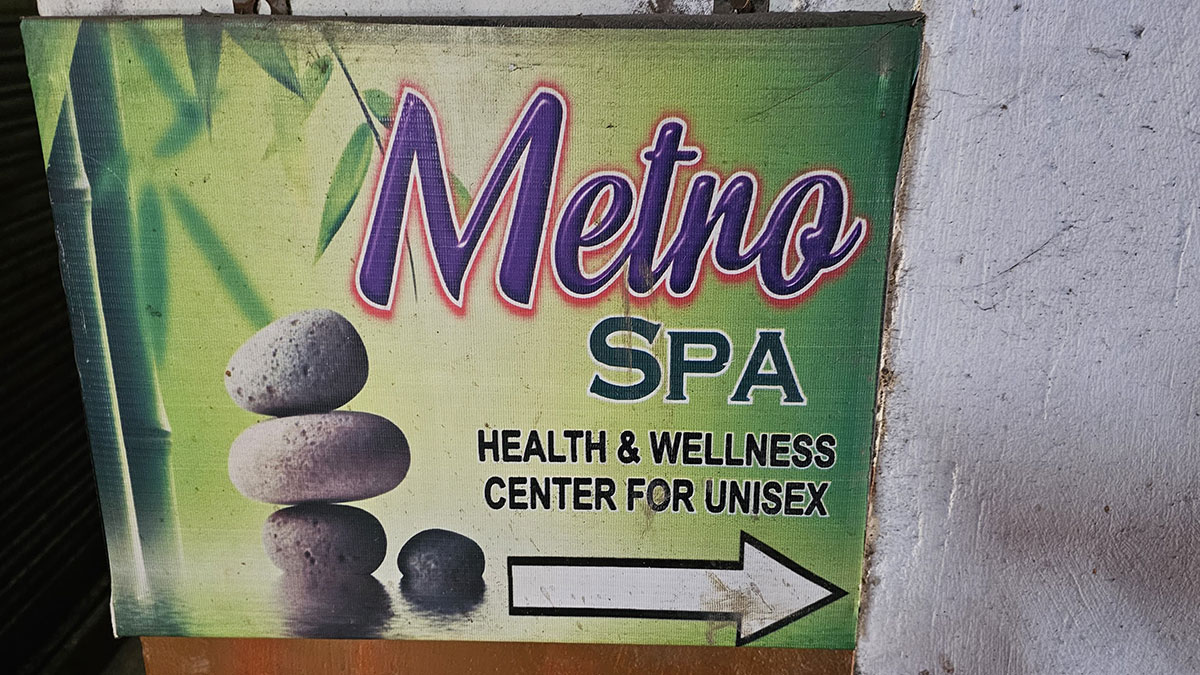 Metro
SPA
HEALTH & WELLNESS
CENTER FOR UNISEX